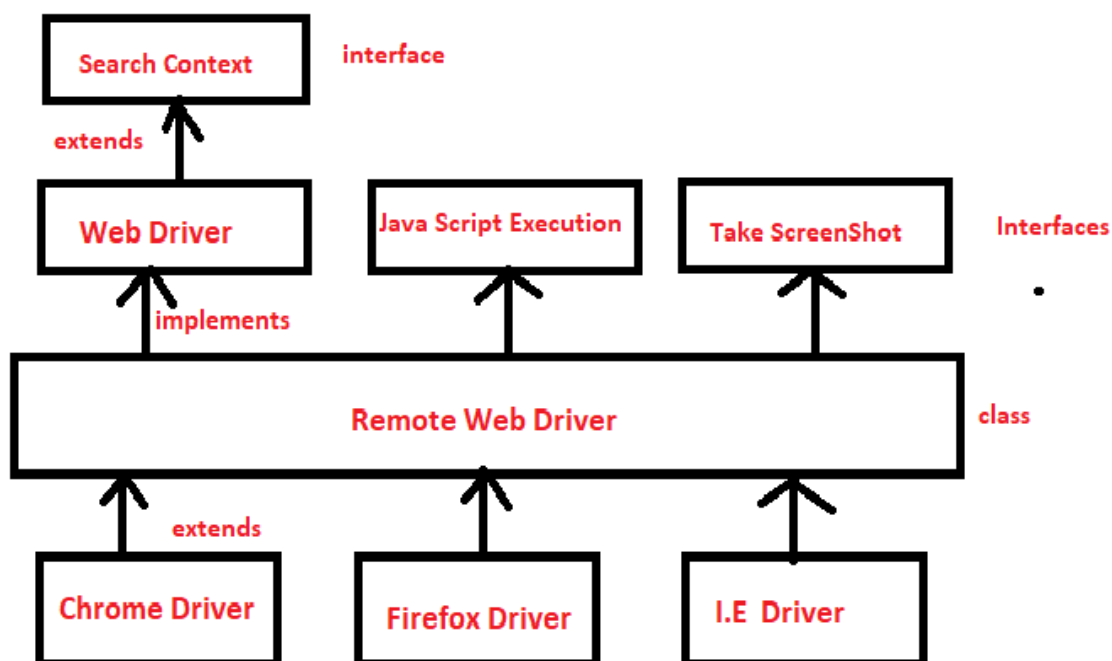 Search Context
interface
extends
Web Driver
Java Script Execution
Take ScreenShot
Interfaces
implements
Remote Web Driver
class
extends
Chrome Driver
Firefox Driver
I.E Driver